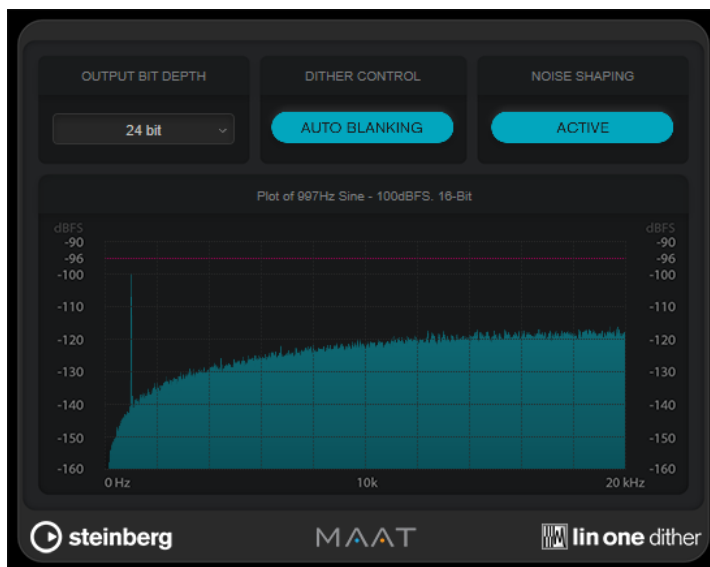 OUTPUT BIT DEPTH DITHER CONTROL NOISE SHAPING
24 bit AUTO BLANKING ACTIVE
Plot of 997Hz Sine - 100dBFS. 16-Bit
dBFS dBFS
-90 -90
-96 -96
-100 -100
-110 -110
-120 -120
-130 -130
-140 -140
-150 -150
-160 -160
0 Hz 10k 20 kHz
steinberg MAAT lin one dither